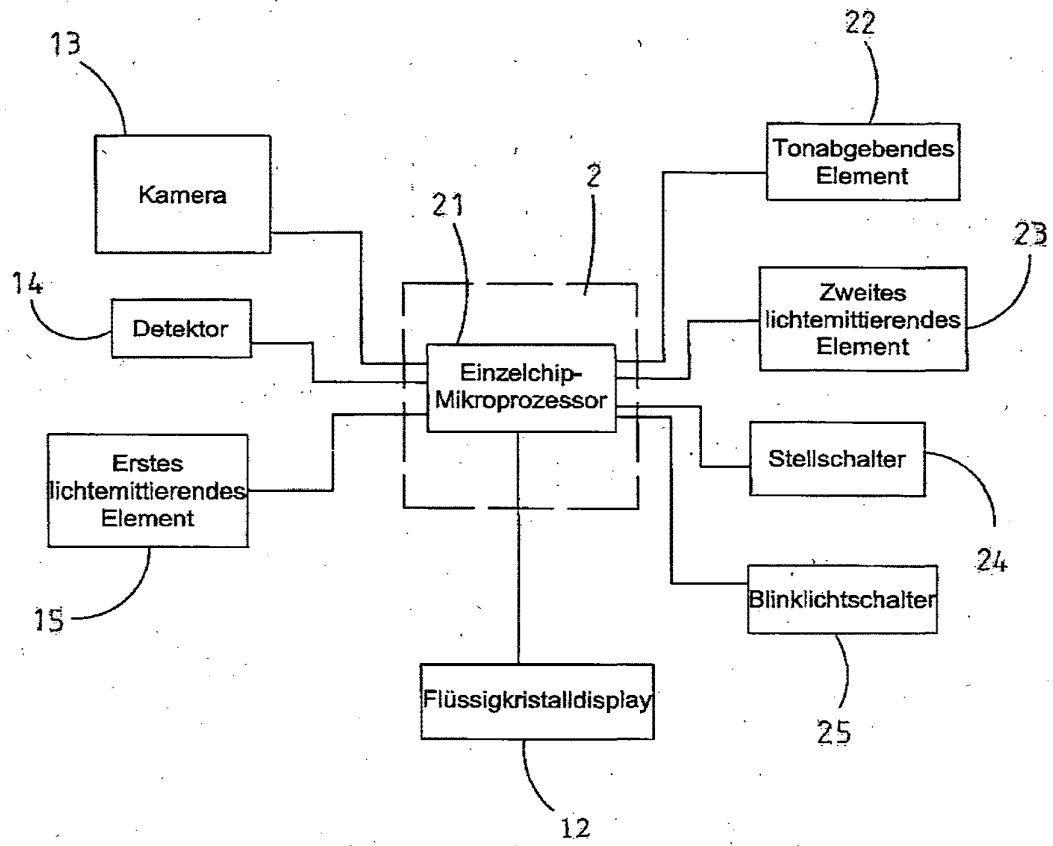 13
Kamera
14
Detektor
15
Erstes
lichtemittierendes
Element
21
2
Einzelchip-
Mikroprozessor
22
Tonabgebendes
Element
23
Zweites
lichtemittierendes
Element
Stellschalter
24
Blinklichtschalter
25
Flüssigkristalldisplay
12